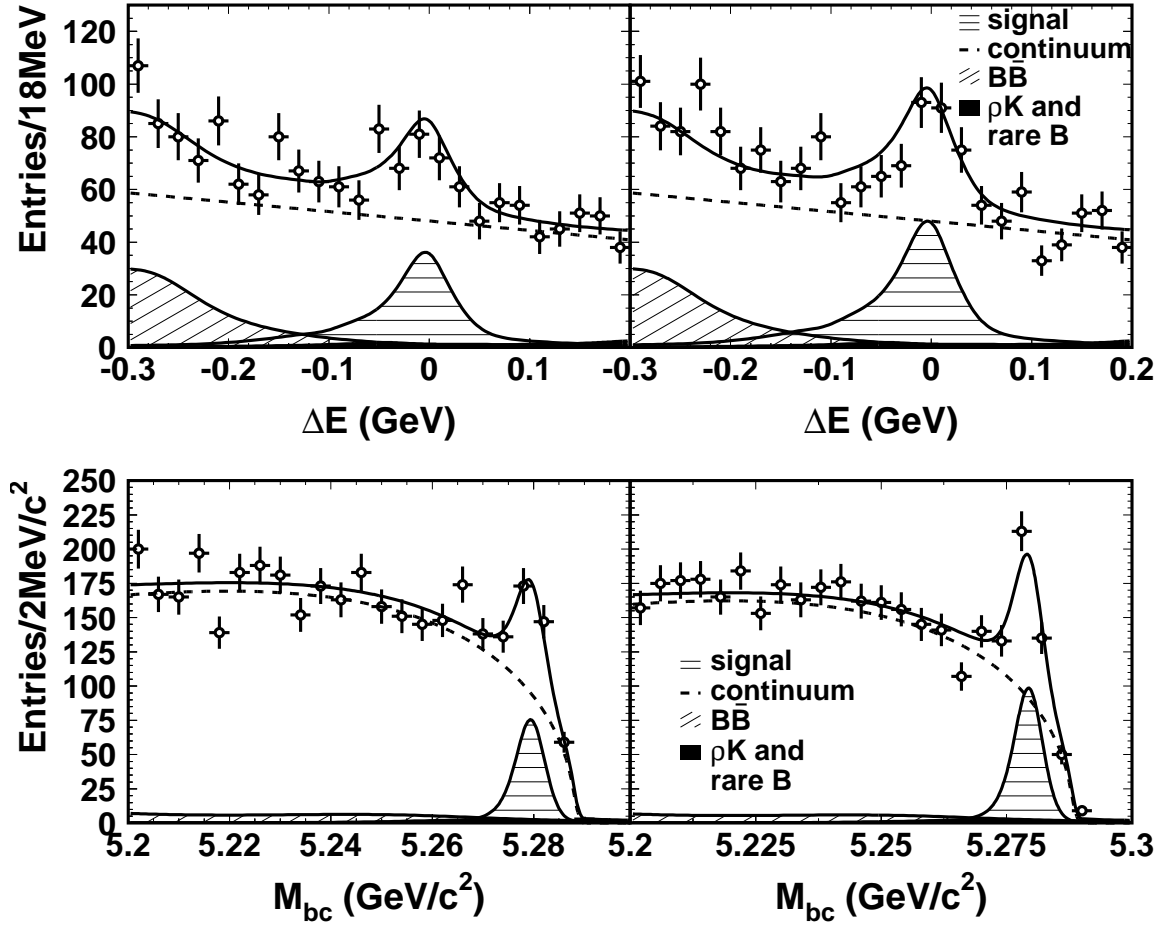 Entries/18MeV
120
100
80
60
40
20
0
-0.3 -0.2 -0.1 0 0.1
ΔE (GeV)
signal
continuum
BB̄
ρK and
rare B
-0.3 -0.2 -0.1 0 0.1 0.2
ΔE (GeV)
Entries/2MeV/c²
250
225
200
175
150
125
100
75
50
25
0
5.2 5.22 5.24 5.26 5.28
M_bc (GeV/c²)
signal
continuum
BB̄
ρK and
rare B
5.2 5.225 5.25 5.275 5.3
M_bc (GeV/c²)